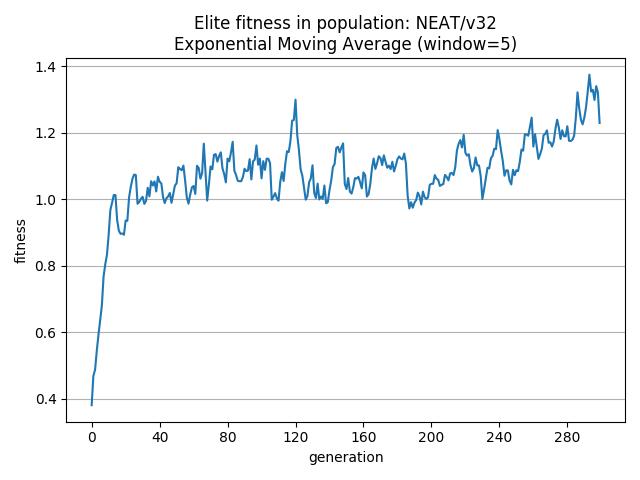 Elite fitness in population: NEAT/v32
Exponential Moving Average (window=5)
1.4
1.2
1.0
0.8
0.6
0.4
fitness
0 40 80 120 160 200 240 280
generation